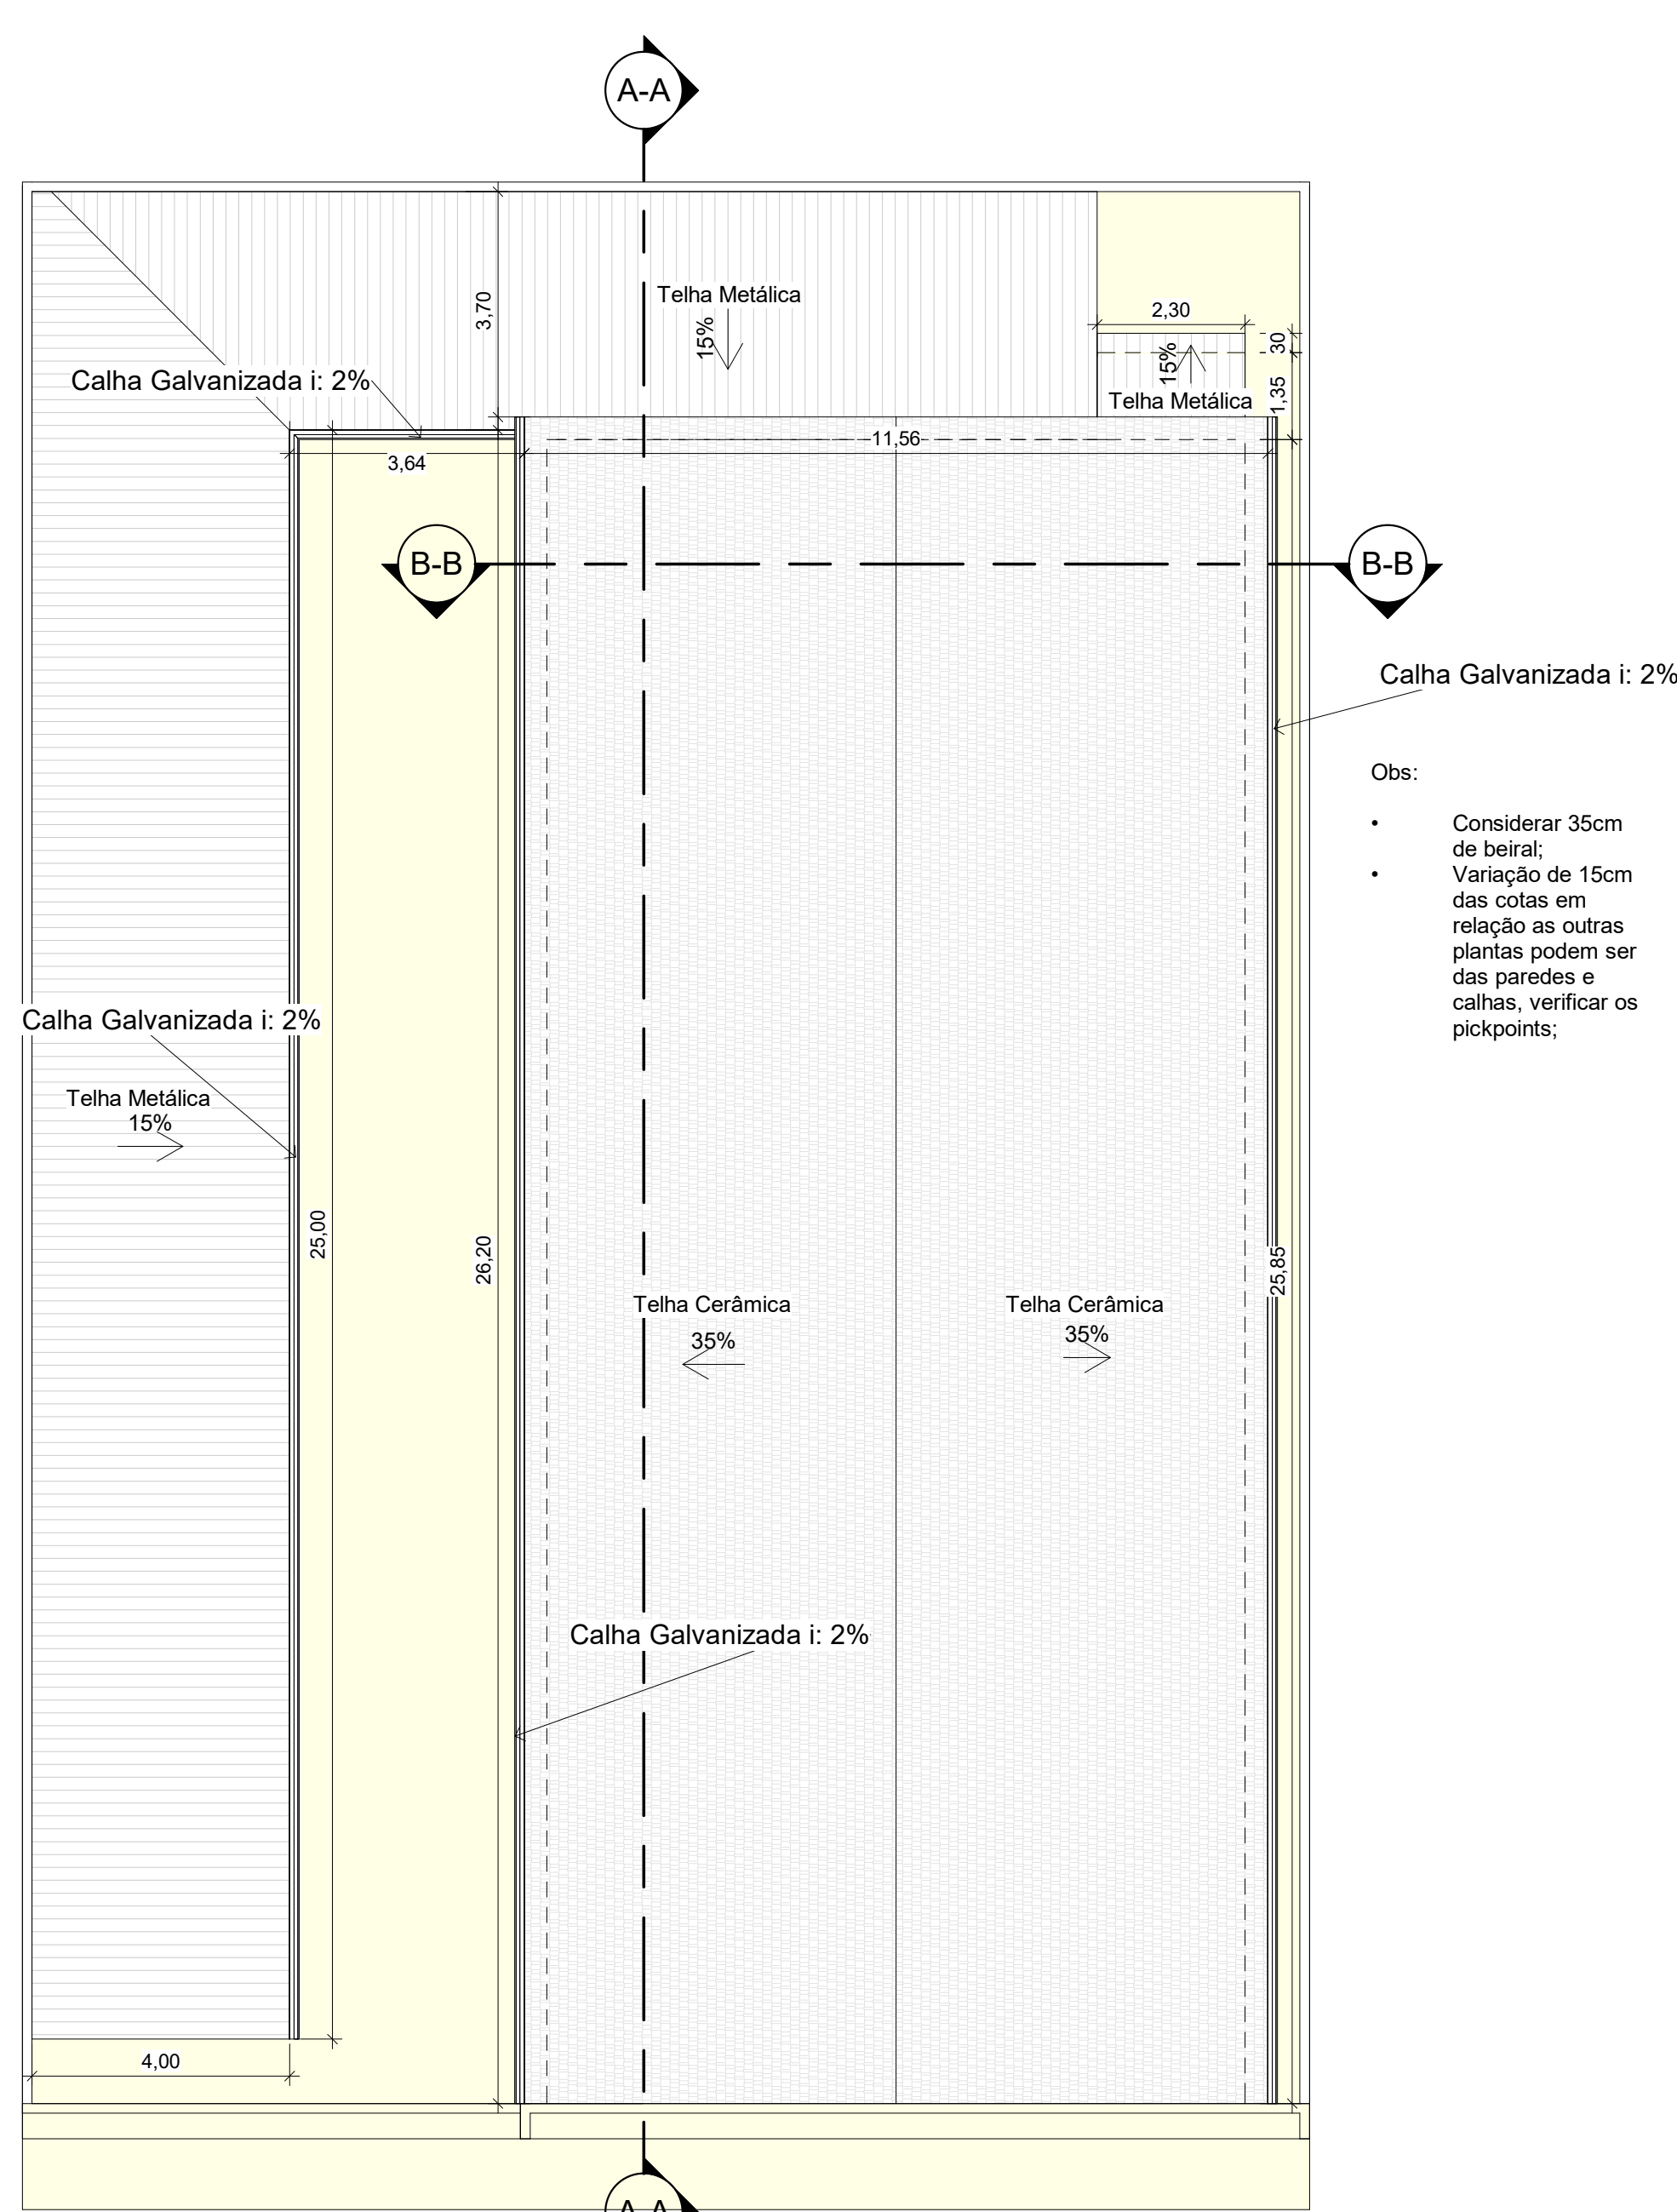 A-A
Telha Metálica
15%
3,70
2,30
30
15%
1,35
Telha Metálica
Calha Galvanizada i: 2%
11,56
3,64
B-B
B-B
Calha Galvanizada i: 2%
Obs:
• Considerar 35cm
de beiral;
• Variação de 15cm
das cotas em
relação as outras
plantas podem ser
das paredes e
calhas, verificar os
pickpoints;
Calha Galvanizada i: 2%
Telha Metálica
15%
25,00
26,20
25,85
Telha Cerâmica
35%
Telha Cerâmica
35%
Calha Galvanizada i: 2%
4,00
A-A